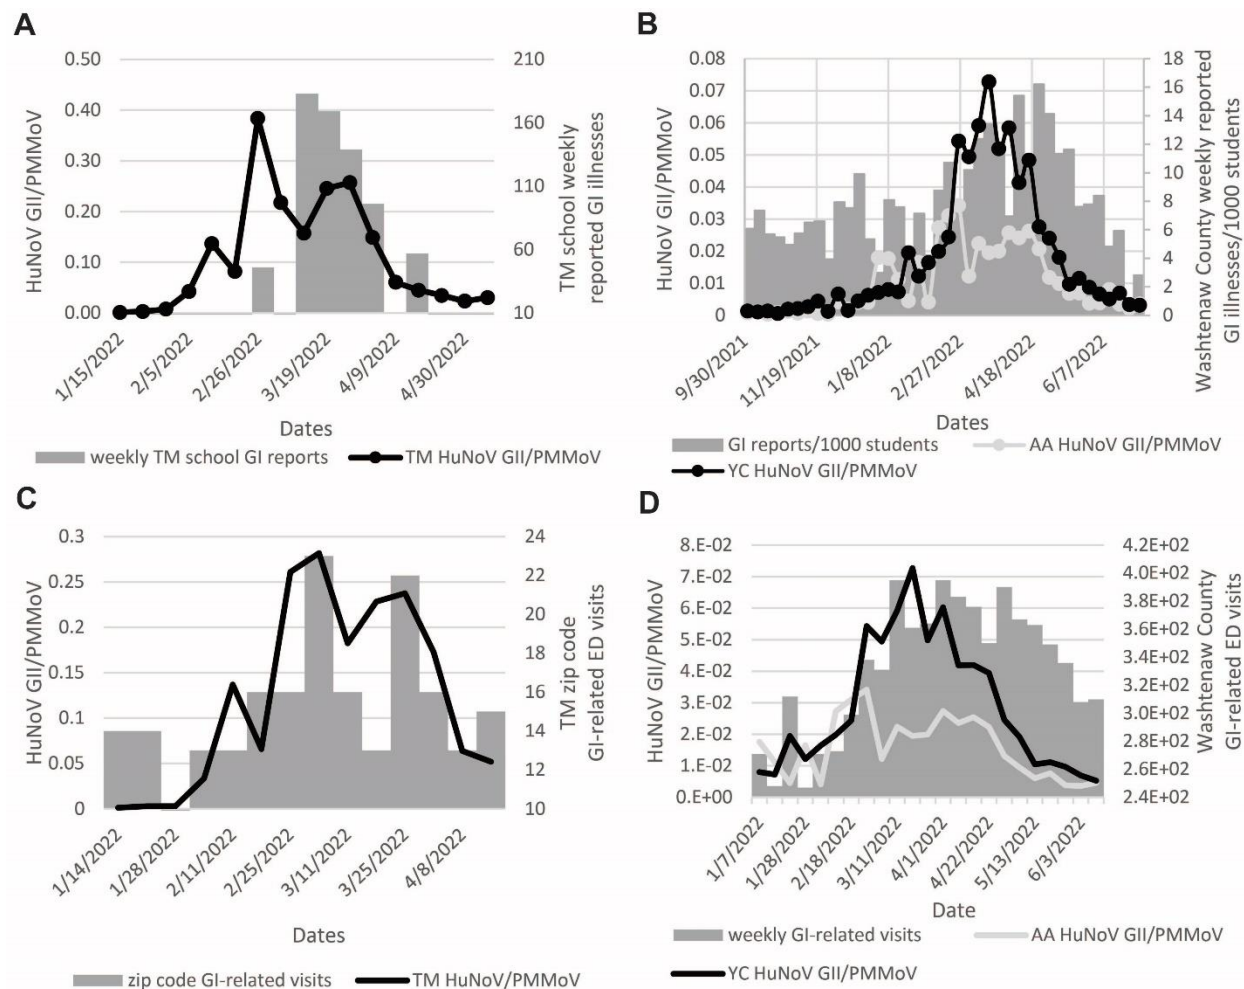 A
HuNoV GII/PMMoV
0.50
0.40
0.30
0.20
0.10
0.00
210
160
110
60
10
TM school weekly
reported GI illnesses
1/15/2022
2/5/2022
2/26/2022
3/19/2022
4/9/2022
4/30/2022
Dates
weekly TM school GI reports
TM HuNoV GII/PMMoV
B
HuNoV GII/PMMoV
0.08
0.07
0.06
0.05
0.04
0.03
0.02
0.01
0
18
16
14
12
10
8
6
4
2
0
Washtenaw County weekly reported
GI illnesses/1000 students
9/30/2021
11/19/2021
1/8/2022
2/27/2022
4/18/2022
6/7/2022
Dates
GI reports/1000 students
AA HuNoV GII/PMMoV
YC HuNoV GII/PMMoV
C
HuNoV GII/PMMoV
0.3
0.25
0.2
0.15
0.1
0.05
0
24
22
20
18
16
14
12
10
TM zip code
GI-related ED visits
1/14/2022
1/28/2022
2/11/2022
2/25/2022
3/11/2022
3/25/2022
4/8/2022
Dates
zip code GI-related visits
TM HuNoV/PMMoV
D
HuNoV GII/PMMoV
8.E-02
7.E-02
6.E-02
5.E-02
4.E-02
3.E-02
2.E-02
1.E-02
0.E+00
4.2E+02
4.0E+02
3.8E+02
3.6E+02
3.4E+02
3.2E+02
3.0E+02
2.8E+02
2.6E+02
2.4E+02
Washtenaw County
GI-related ED visits
1/7/2022
1/28/2022
2/18/2022
3/11/2022
4/1/2022
4/22/2022
5/13/2022
6/3/2022
Date
weekly GI-related visits
AA HuNoV GII/PMMoV
YC HuNoV GII/PMMoV